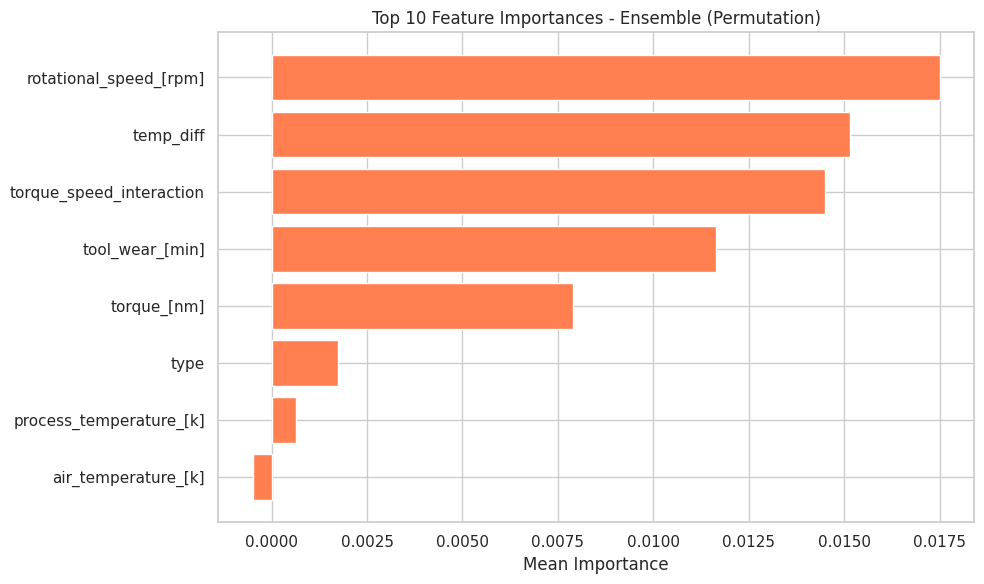 Top 10 Feature Importances - Ensemble (Permutation)
rotational_speed_[rpm]
temp_diff
torque_speed_interaction
tool_wear_[min]
torque_[nm]
type
process_temperature_[k]
air_temperature_[k]
0.0000 0.0025 0.0050 0.0075 0.0100 0.0125 0.0150 0.0175
Mean Importance